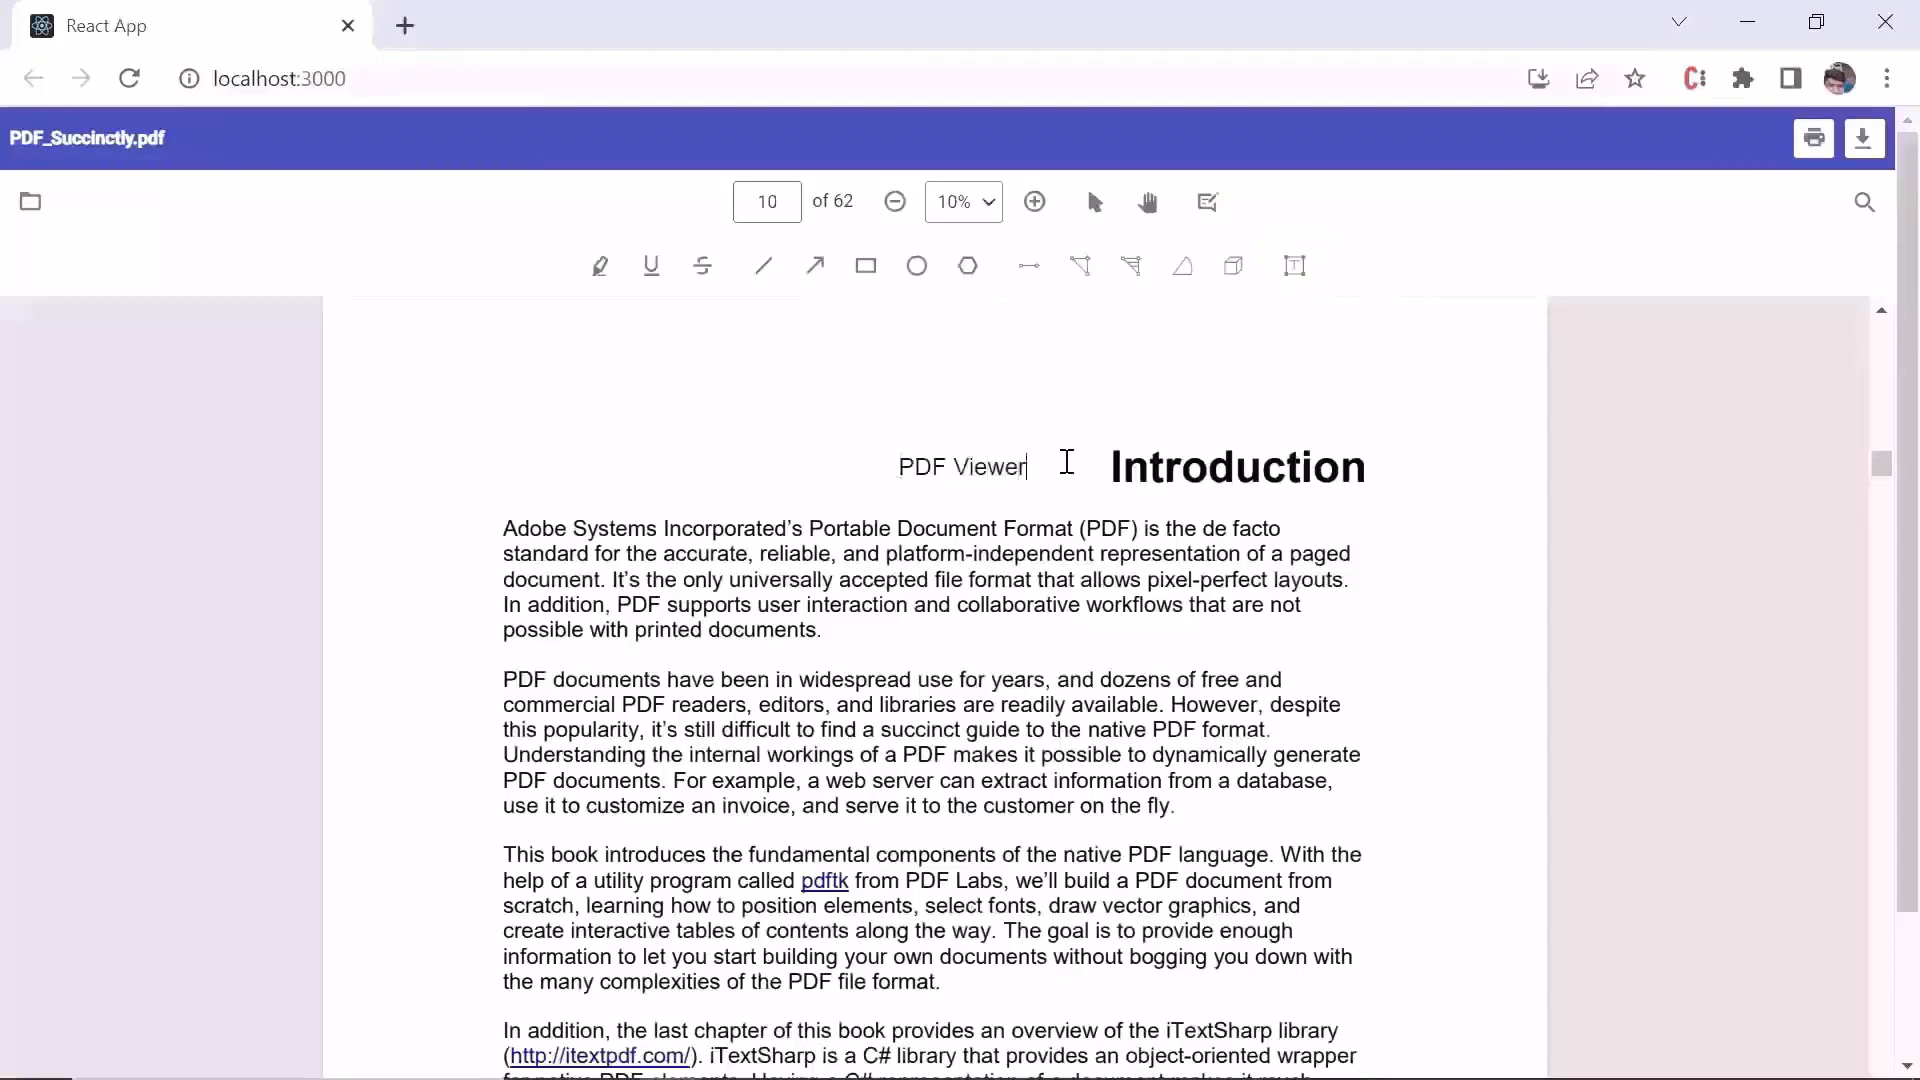 React App
localhost:3000
PDF_Succinctly.pdf
10 of 62 10%
PDF Viewer Introduction
Adobe Systems Incorporated’s Portable Document Format (PDF) is the de facto
standard for the accurate, reliable, and platform-independent representation of a paged
document. It’s the only universally accepted file format that allows pixel-perfect layouts.
In addition, PDF supports user interaction and collaborative workflows that are not
possible with printed documents.
PDF documents have been in widespread use for years, and dozens of free and
commercial PDF readers, editors, and libraries are readily available. However, despite
this popularity, it’s still difficult to find a succinct guide to the native PDF format.
Understanding the internal workings of a PDF makes it possible to dynamically generate
PDF documents. For example, a web server can extract information from a database,
use it to customize an invoice, and serve it to the customer on the fly.
This book introduces the fundamental components of the native PDF language. With the
help of a utility program called pdftk from PDF Labs, we’ll build a PDF document from
scratch, learning how to position elements, select fonts, draw vector graphics, and
create interactive tables of contents along the way. The goal is to provide enough
information to let you start building your own documents without bogging you down with
the many complexities of the PDF file format.
In addition, the last chapter of this book provides an overview of the iTextSharp library
(http://itextpdf.com/). iTextSharp is a C# library that provides an object-oriented wrapper